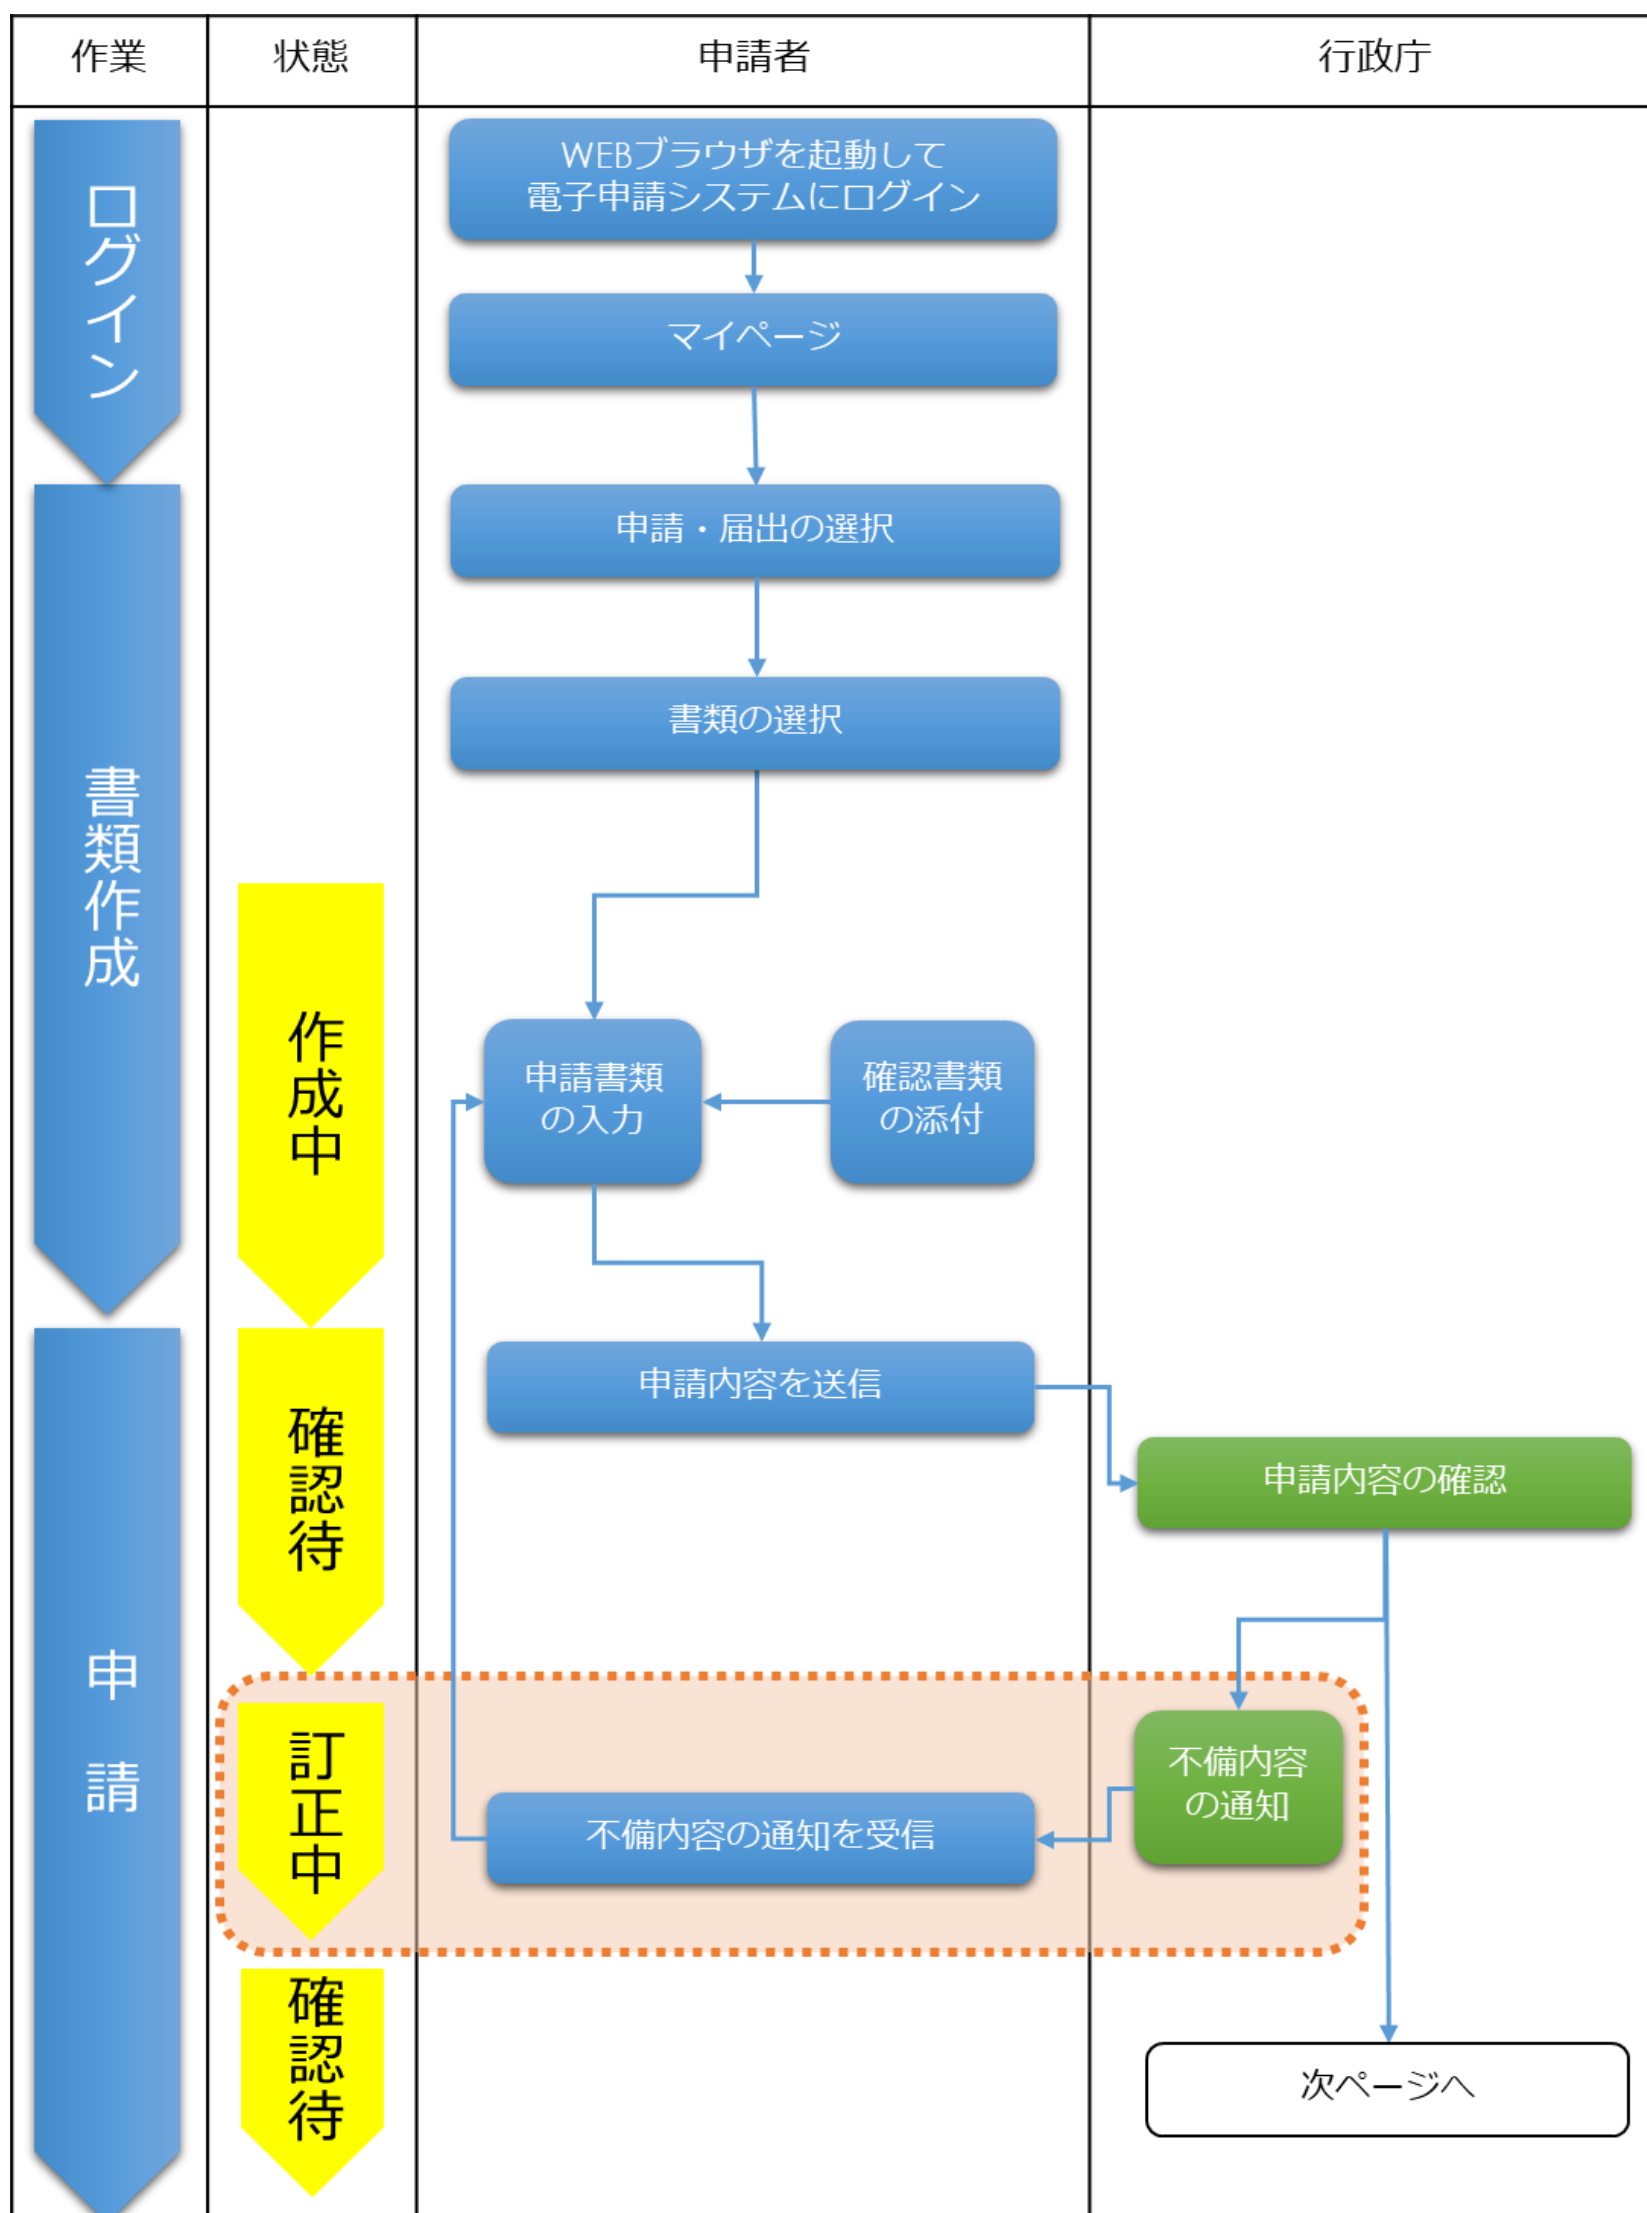 作業
状態
申請者
行政庁
ログイン
WEBブラウザを起動して
電子申請システムにログイン
マイページ
書類作成
申請・届出の選択
書類の選択
作成中
申請書類
の入力
確認書類
の添付
申請
確認待
申請内容を送信
申請内容の確認
訂正中
不備内容
の通知
不備内容の通知を受信
確認待
次ページへ